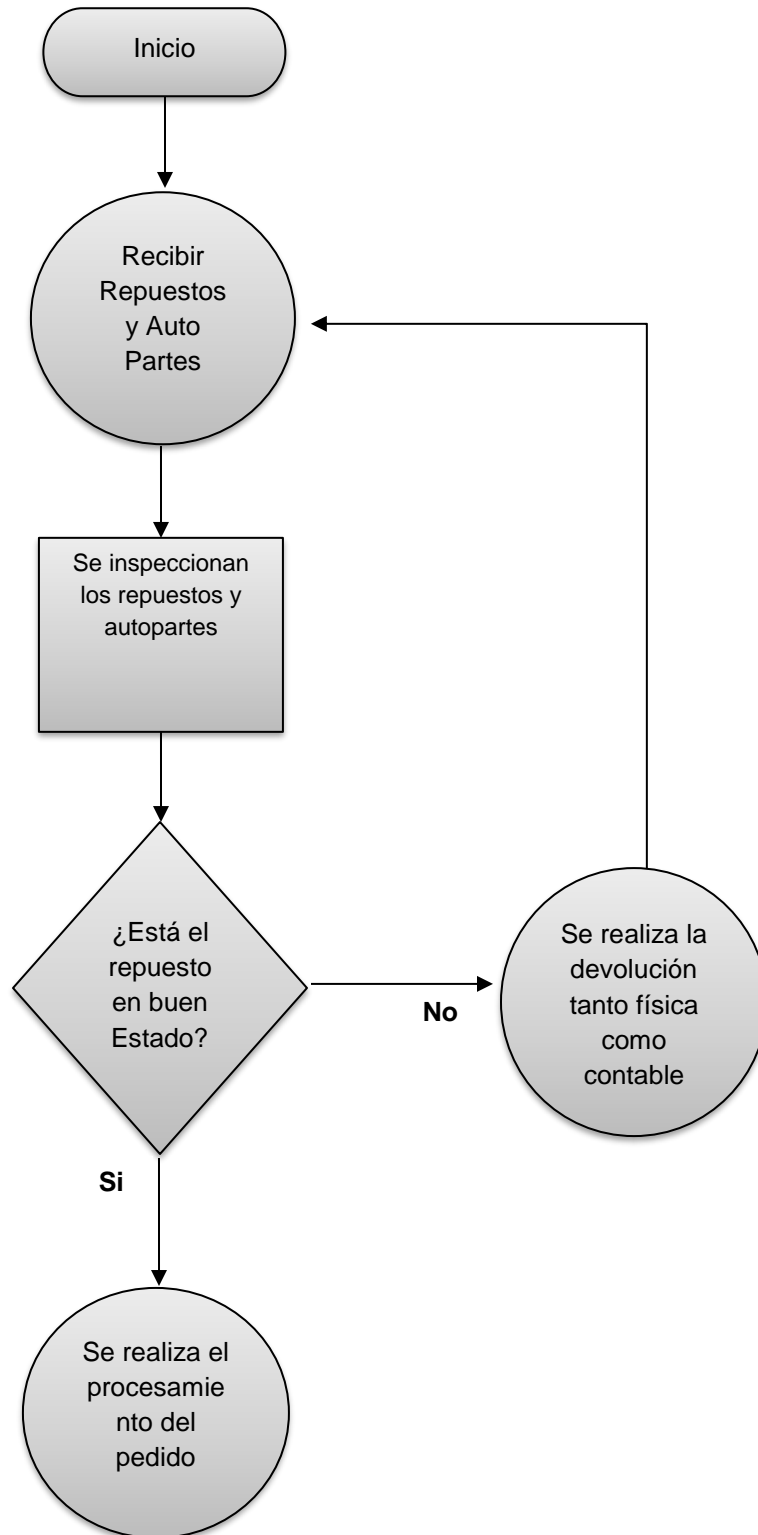 Inicio
Recibir
Repuestos
y Auto
Partes
Se inspeccionan
los repuestos y
autopartes
¿Está el
repuesto
en buen
Estado?
No
Se realiza la
devolución
tanto física
como
contable
Si
Se realiza el
procesamie
nto del
pedido